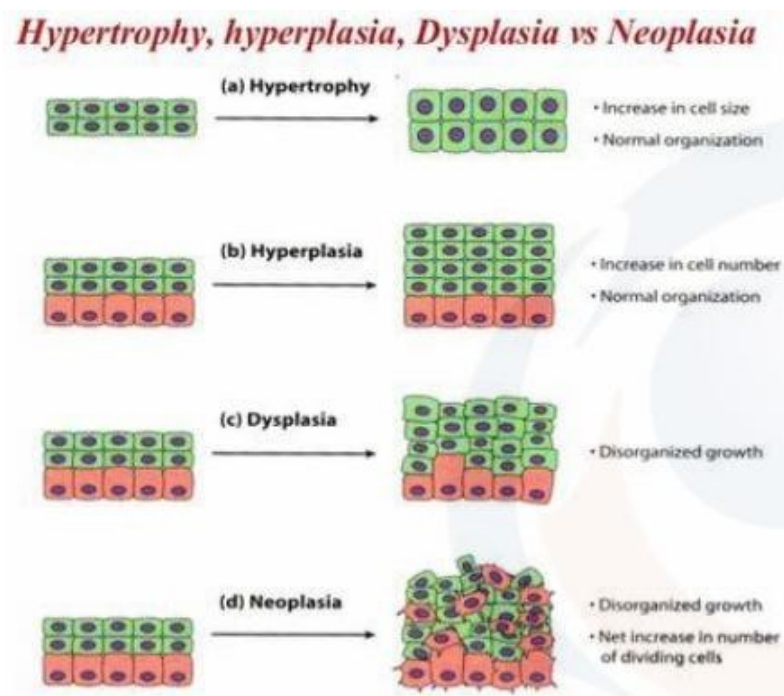 Hypertrophy, hyperplasia, Dysplasia vs Neoplasia
(a) Hypertrophy
• Increase in cell size
• Normal organization
(b) Hyperplasia
• Increase in cell number
• Normal organization
(c) Dysplasia
• Disorganized growth
(d) Neoplasia
• Disorganized growth
• Net increase in number
of dividing cells